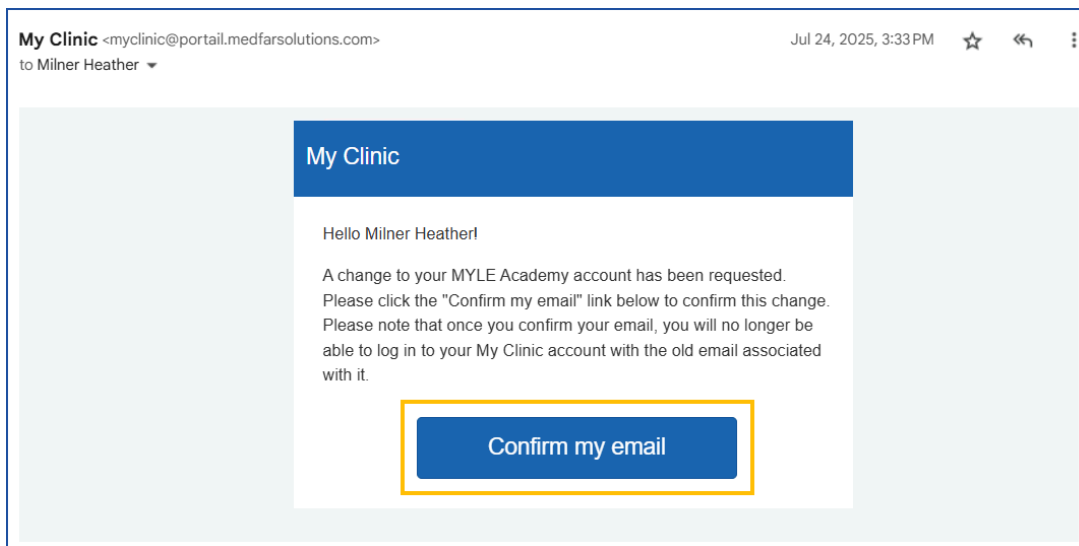 My Clinic <myclinic@portail.medfarsolutions.com> Jul 24, 2025, 3:33 PM
to Milner Heather
My Clinic
Hello Milner Heather!
A change to your MYLE Academy account has been requested.
Please click the "Confirm my email" link below to confirm this change.
Please note that once you confirm your email, you will no longer be
able to log in to your My Clinic account with the old email associated
with it.
Confirm my email